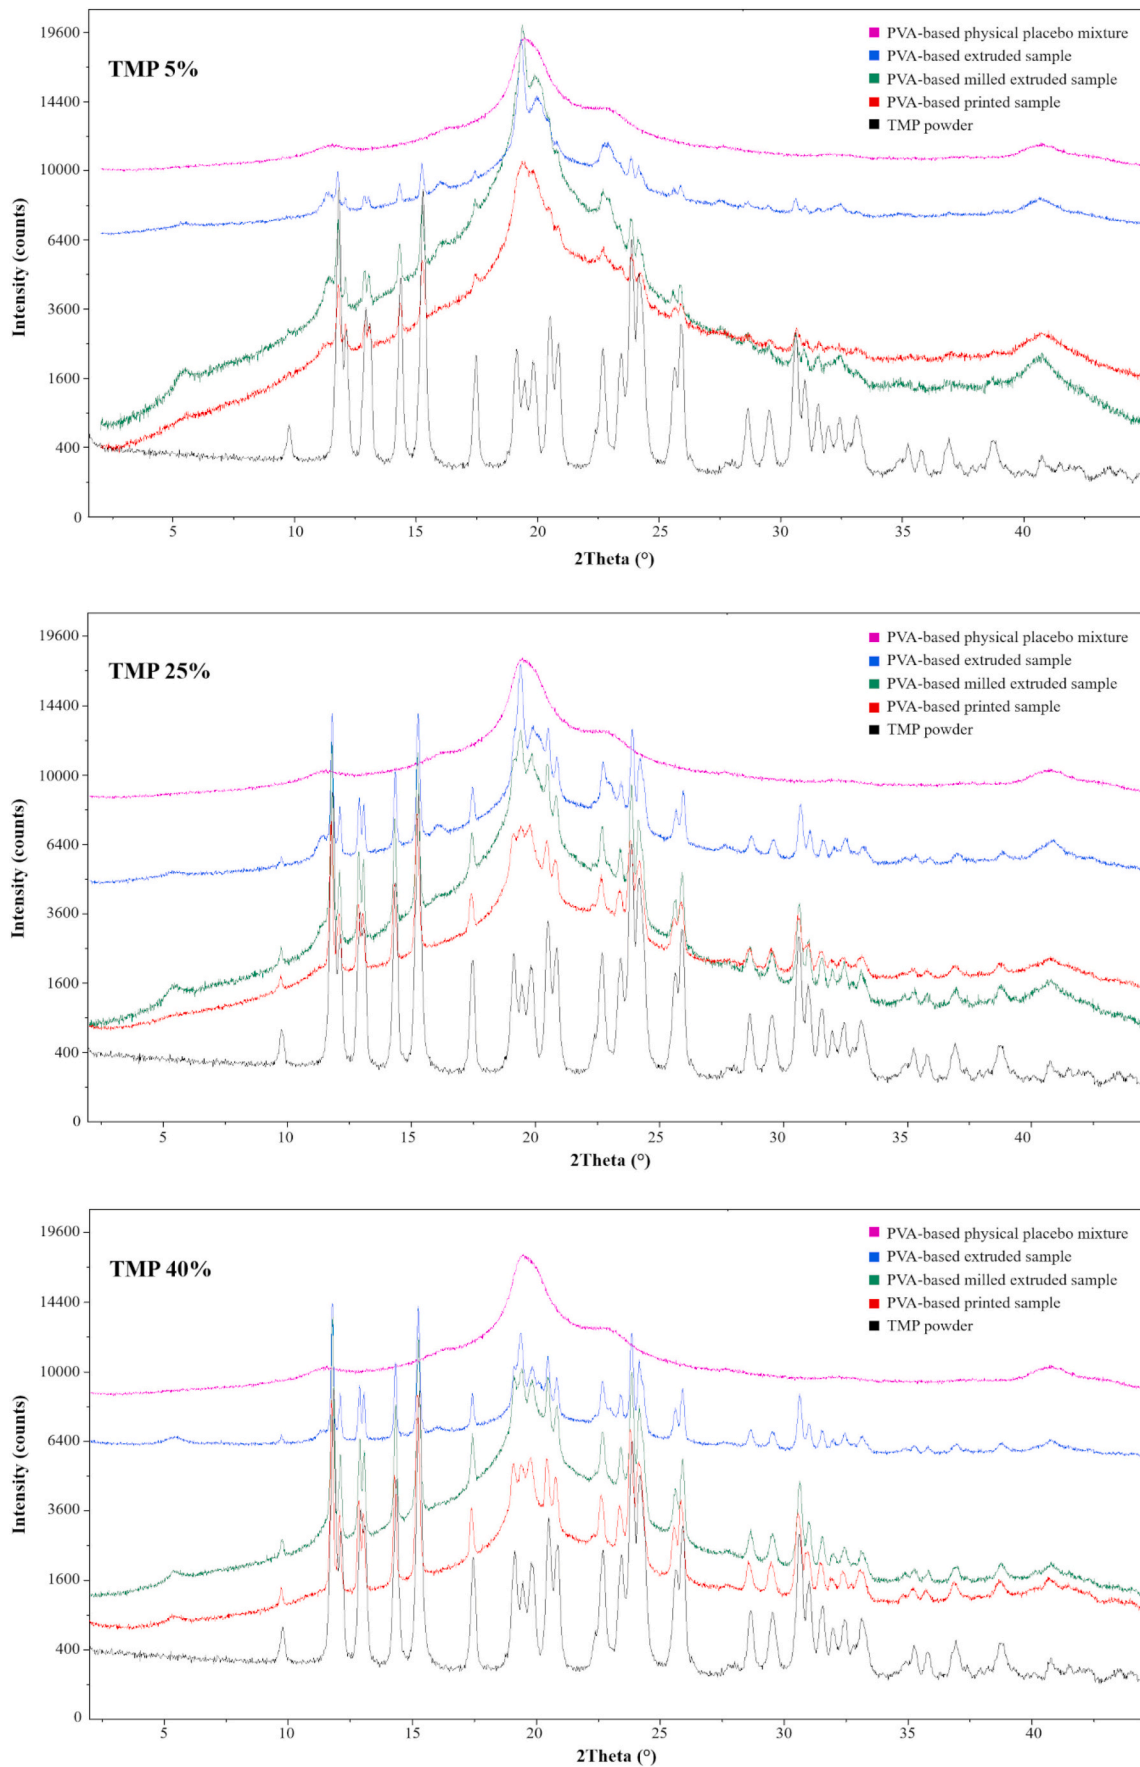 19600
TMP 5%
14400
10000
6400
3600
1600
400
0
Intensity (counts)
PVA-based physical placebo mixture
PVA-based extruded sample
PVA-based milled extruded sample
PVA-based printed sample
TMP powder
5 10 15 20 25 30 35 40
2Theta (°)
19600
TMP 25%
14400
10000
6400
3600
1600
400
0
Intensity (counts)
PVA-based physical placebo mixture
PVA-based extruded sample
PVA-based milled extruded sample
PVA-based printed sample
TMP powder
5 10 15 20 25 30 35 40
2Theta (°)
19600
TMP 40%
14400
10000
6400
3600
1600
400
0
Intensity (counts)
PVA-based physical placebo mixture
PVA-based extruded sample
PVA-based milled extruded sample
PVA-based printed sample
TMP powder
5 10 15 20 25 30 35 40
2Theta (°)